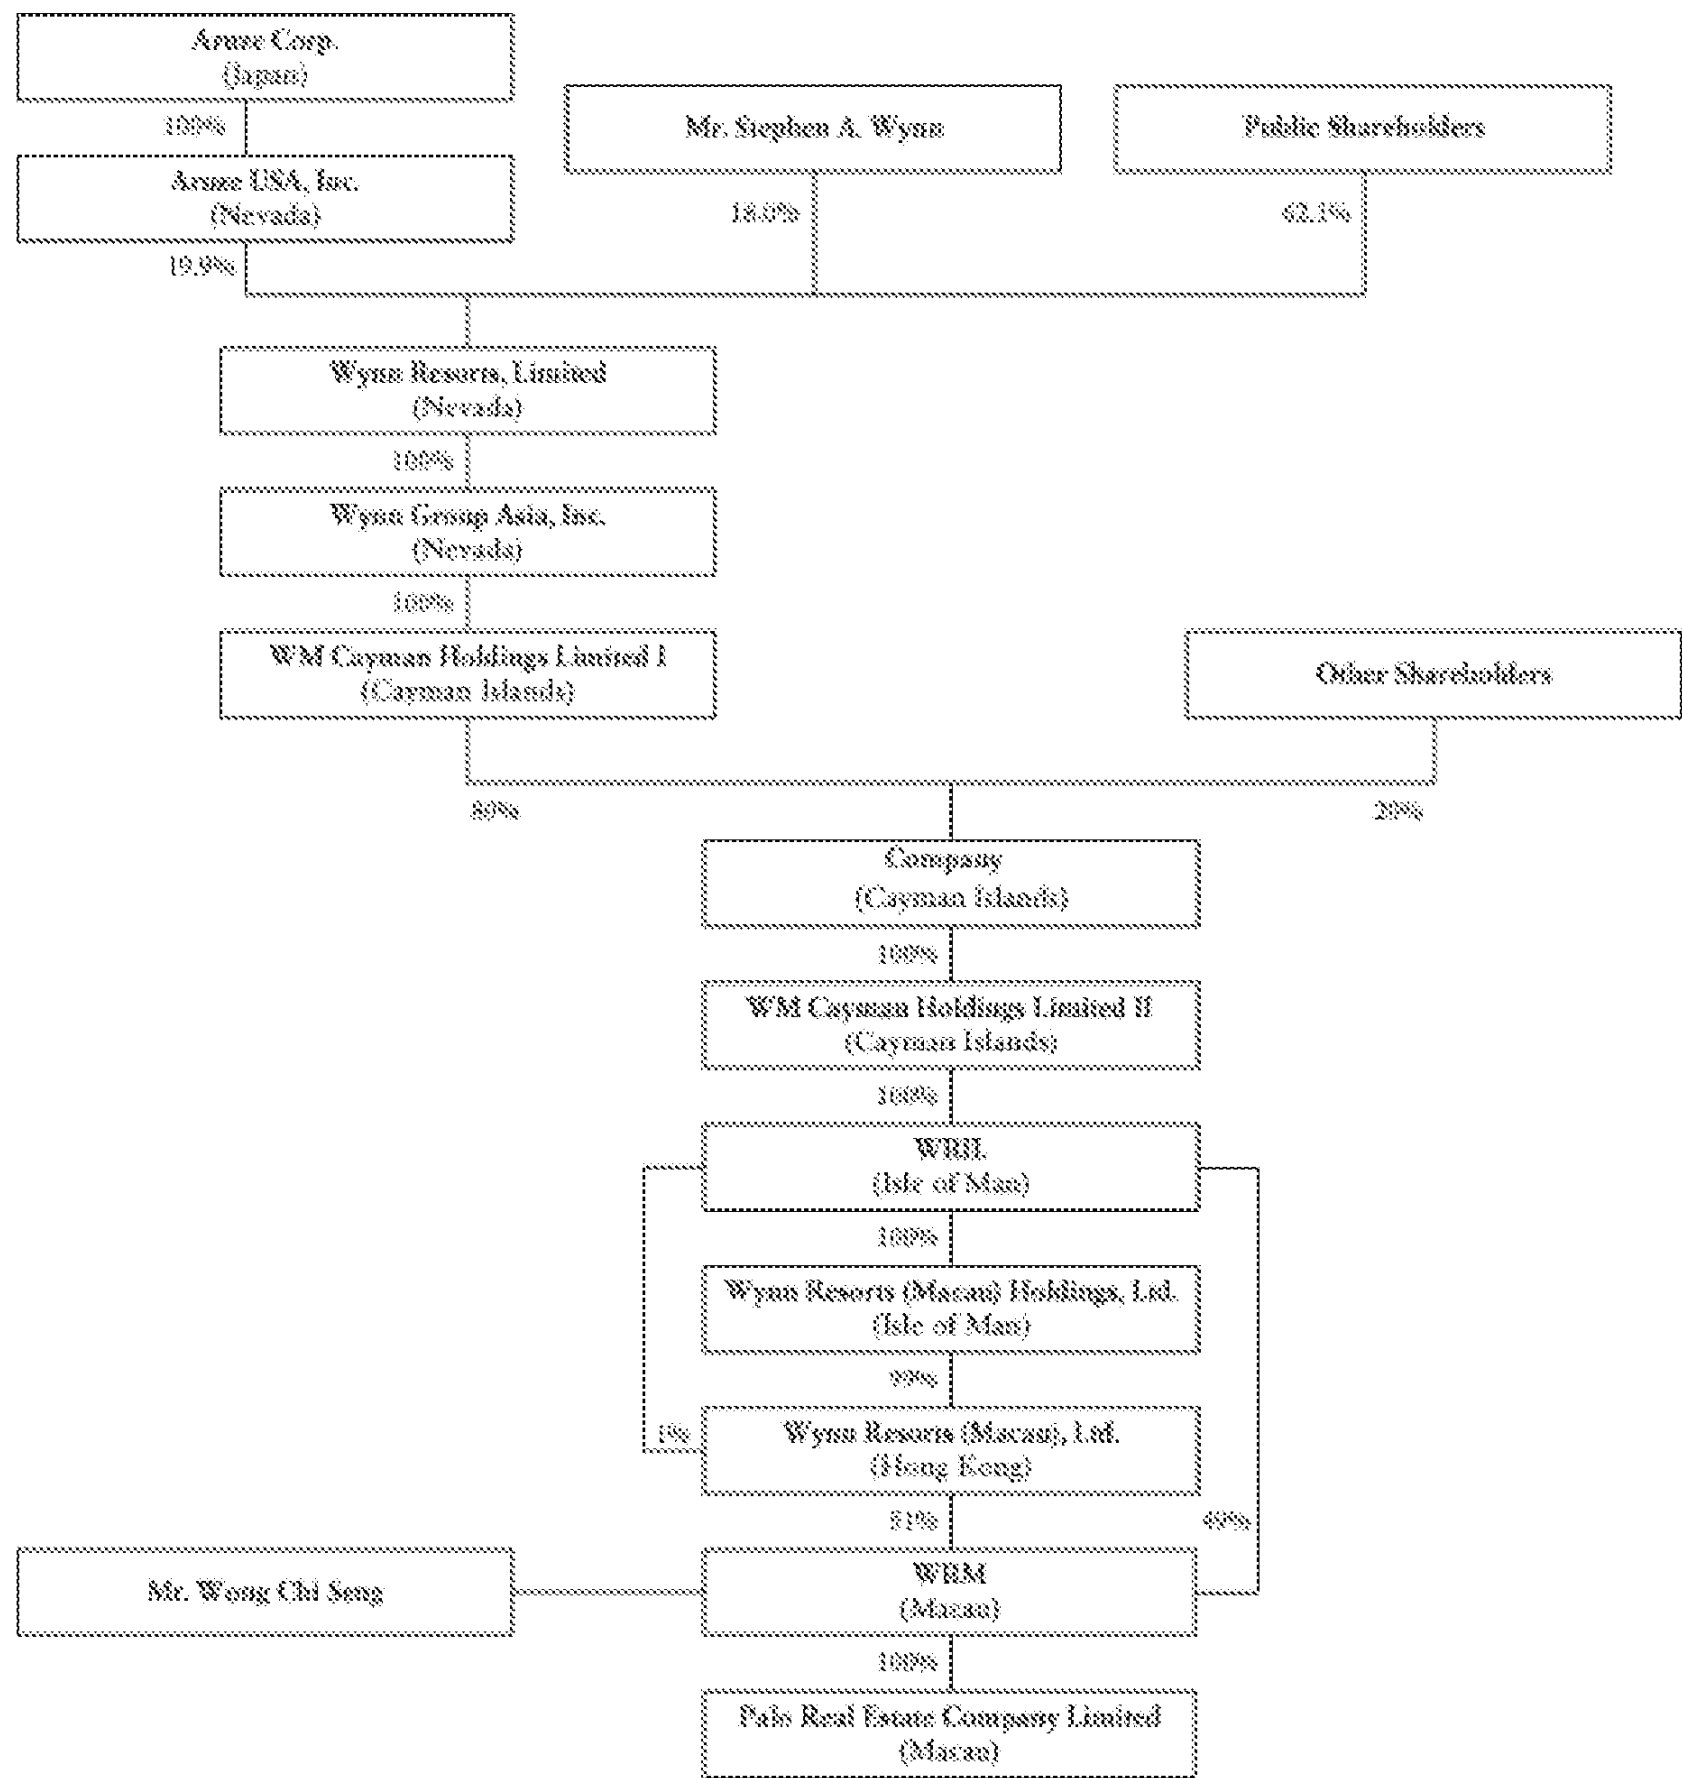 Aruze Corp.
(Japan)
100%
Mr. Stephen A. Wynn
Public Shareholders
Aruze USA, Inc.
(Nevada)
18.0%
62.1%
19.9%
Wynn Resorts, Limited
(Nevada)
100%
Wynn Group Asia, Inc.
(Nevada)
100%
WM Cayman Holdings Limited I
(Cayman Islands)
Other Shareholders
80%
20%
Company
(Cayman Islands)
100%
WM Cayman Holdings Limited II
(Cayman Islands)
100%
WRIL
(Isle of Man)
100%
Wynn Resorts (Macau) Holdings, Ltd.
(Isle of Man)
99%
1%
Wynn Resorts (Macau), Ltd.
(Hong Kong)
51%
49%
Mr. Wong Chi Seng
WRM
(Macau)
100%
Palo Real Estate Company Limited
(Macau)